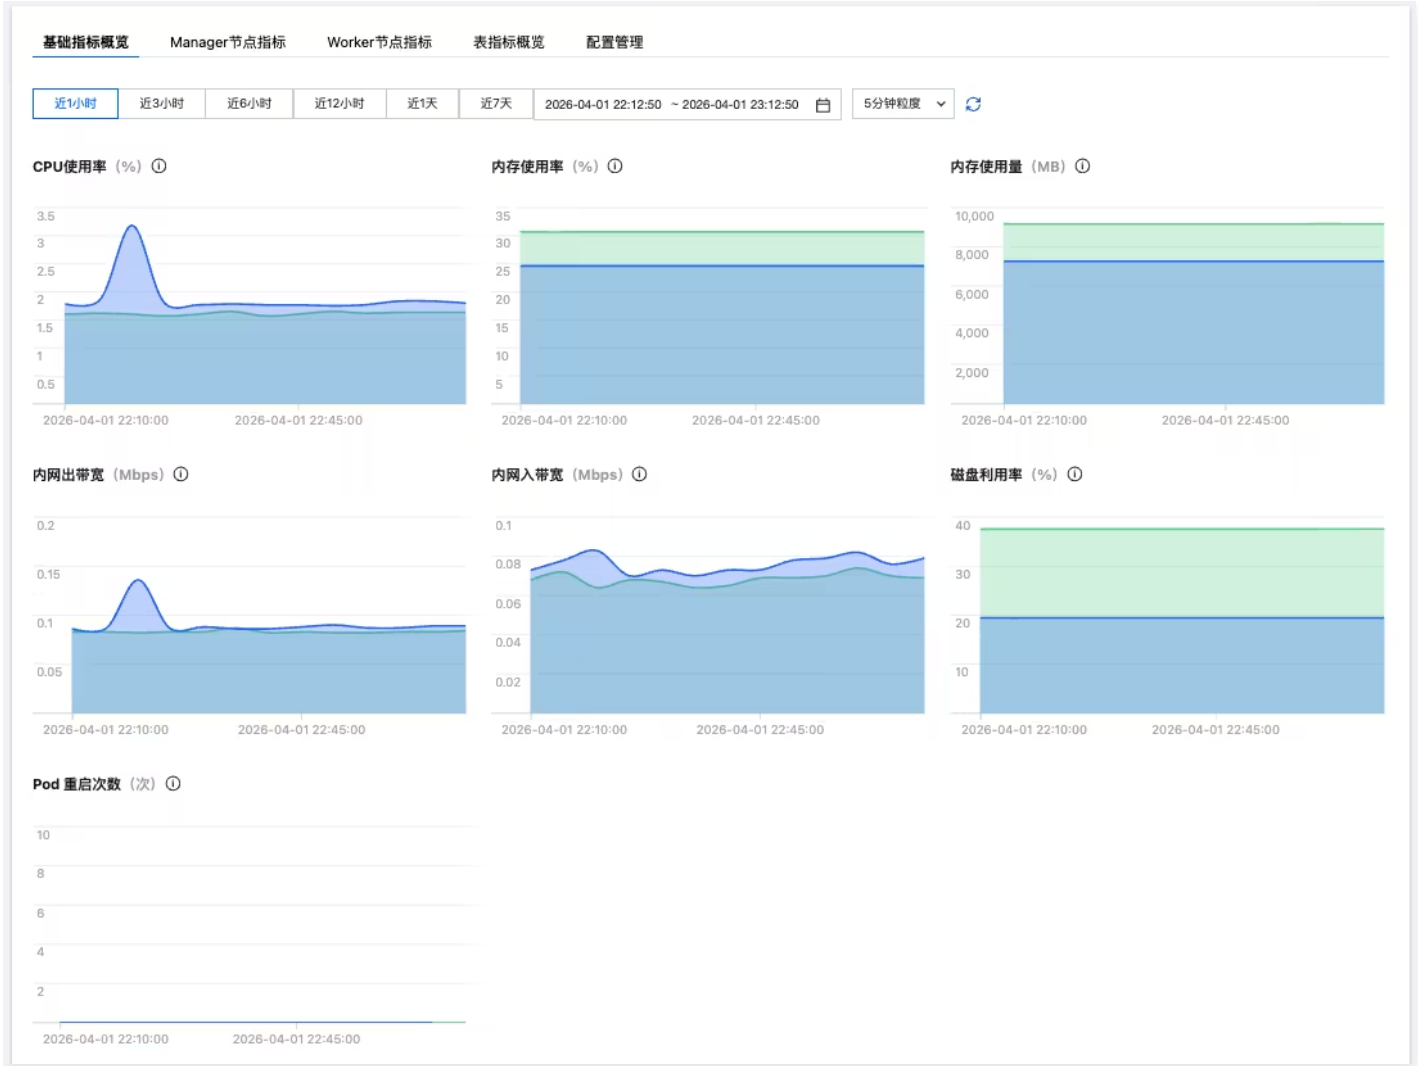 基础指标概览 Manager节点指标 Worker节点指标 表指标概览 配置管理
近1小时 近3小时 近6小时 近12小时 近1天 近7天 2026-04-01 22:12:50 ~ 2026-04-01 23:12:50 5分钟粒度
CPU使用率 (%) 内存使用率 (%) 内存使用量 (MB)
3.5 35 10,000
3 30 8,000
2.5 25 6,000
2 20 4,000
1.5 15 2,000
1 10
0.5 5
2026-04-01 22:10:00 2026-04-01 22:45:00 2026-04-01 22:10:00 2026-04-01 22:45:00 2026-04-01 22:10:00 2026-04-01 22:45:00
内网出带宽 (Mbps) 内网入带宽 (Mbps) 磁盘利用率 (%)
0.2 0.1 40
0.15 0.08 30
0.1 0.06 20
0.05 0.04 10
0.02
2026-04-01 22:10:00 2026-04-01 22:45:00 2026-04-01 22:10:00 2026-04-01 22:45:00 2026-04-01 22:10:00 2026-04-01 22:45:00
Pod 重启次数 (次)
10
8
6
4
2
2026-04-01 22:10:00 2026-04-01 22:45:00